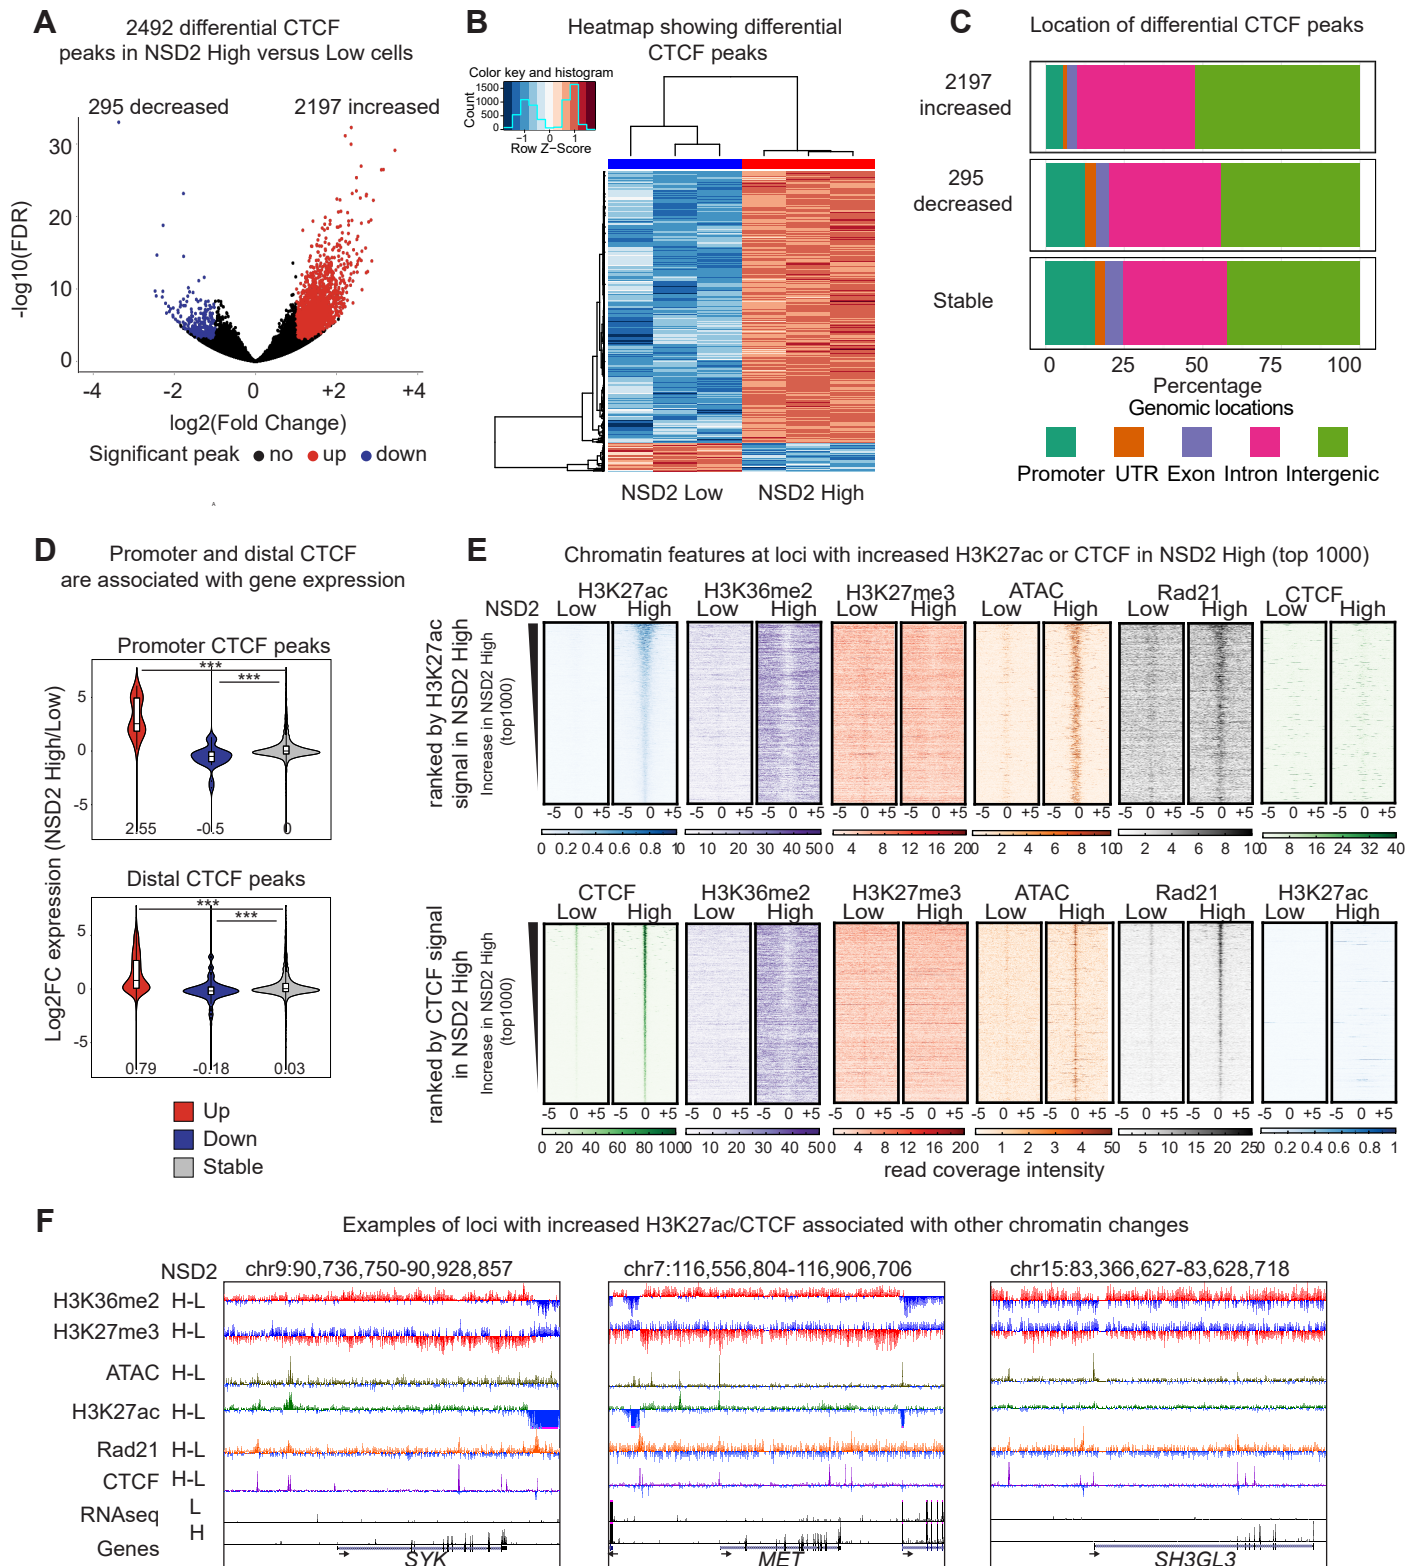 A
2492 differential CTCF
peaks in NSD2 High versus Low cells
295 decreased
2197 increased
-log10(FDR)
30
20
10
0
-4
-2
0
+2
+4
log2(Fold Change)
Significant peak no up down
A
B
Heatmap showing differential
CTCF peaks
Color key and histogram
Count
1500
1000
500
0
−1 0 1
Row Z−Score
NSD2 Low
NSD2 High
C
Location of differential CTCF peaks
2197
increased
295
decreased
Stable
0 25 50 75 100
Percentage
Genomic locations
Promoter UTR Exon Intron Intergenic
D
Promoter and distal CTCF
are associated with gene expression
Log2FC expression (NSD2 High/Low)
Promoter CTCF peaks
***
***
5
0
-5
2.55 -0.5 0
Distal CTCF peaks
***
***
5
0
-5
0.79 -0.18 0.03
Up
Down
Stable
E
Chromatin features at loci with increased H3K27ac or CTCF in NSD2 High (top 1000)
H3K27ac H3K36me2 H3K27me3 ATAC Rad21 CTCF
NSD2 Low High Low High Low High Low High Low High Low High
ranked by H3K27ac
signal in NSD2 High
Increase in NSD2 High
(top1000)
-5 0 +5 -5 0 +5 -5 0 +5 -5 0 +5 -5 0 +5 -5 0 +5 -5 0 +5 -5 0 +5 -5 0 +5 -5 0 +5 -5 0 +5 -5 0 +5
0 0.2 0.4 0.6 0.8 1 0 10 20 30 40 50 0 4 8 12 16 20 0 2 4 6 8 10 0 2 4 6 8 10 0 8 16 24 32 40
CTCF H3K36me2 H3K27me3 ATAC Rad21 H3K27ac
Low High Low High Low High Low High Low High Low High
ranked by CTCF signal
in NSD2 High
Increase in NSD2 High
(top1000)
-5 0 +5 -5 0 +5 -5 0 +5 -5 0 +5 -5 0 +5 -5 0 +5 -5 0 +5 -5 0 +5 -5 0 +5 -5 0 +5 -5 0 +5 -5 0 +5
0 20 40 60 80 100 0 10 20 30 40 50 0 4 8 12 16 20 0 1 2 3 4 5 0 5 10 15 20 25 0 0.2 0.4 0.6 0.8 1
read coverage intensity
F
Examples of loci with increased H3K27ac/CTCF associated with other chromatin changes
NSD2
chr9:90,736,750-90,928,857
chr7:116,556,804-116,906,706
chr15:83,366,627-83,628,718
H3K36me2 H-L
H3K27me3 H-L
ATAC H-L
H3K27ac H-L
Rad21 H-L
CTCF H-L
RNAseq L
H
Genes
SYK
MET
SH3GL3